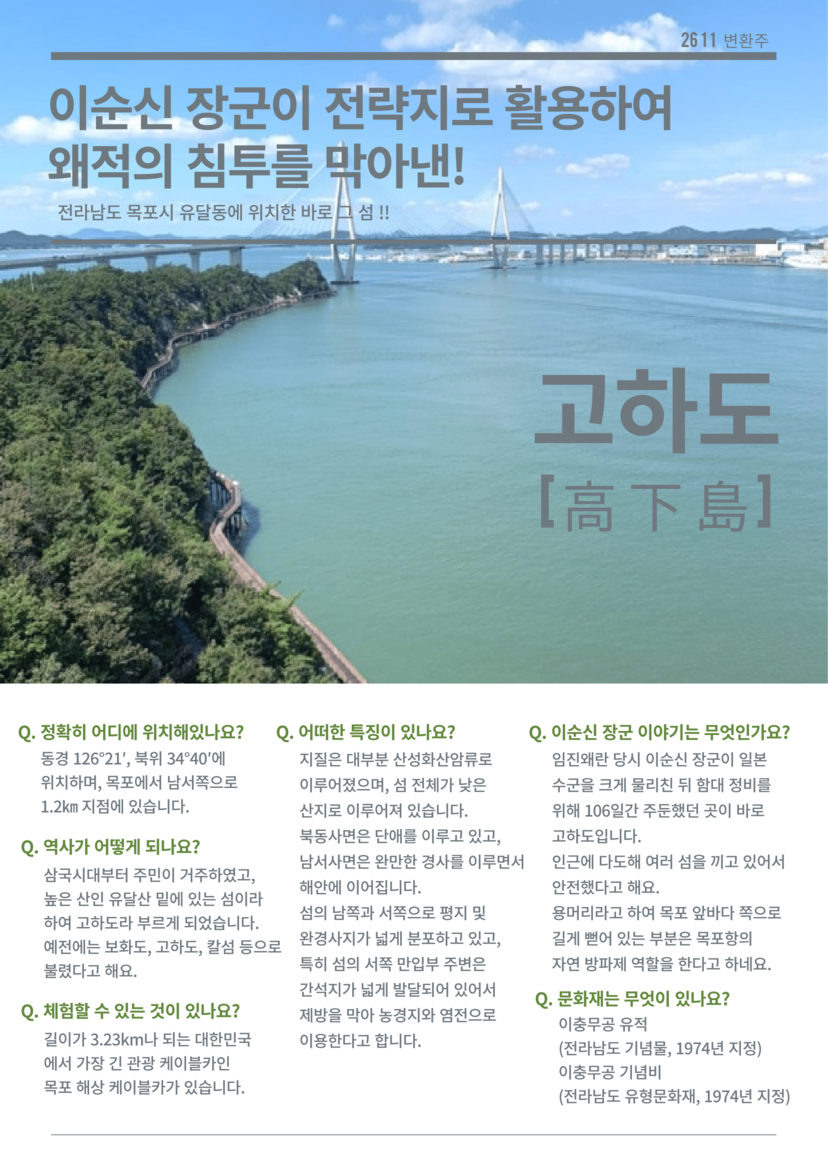 2611 변환주
이순신 장군이 전략지로 활용하여
왜적의 침투를 막아낸!
전라남도 목포시 유달동에 위치한 바로 그 섬 !!
고하도
[高下島]
Q. 정확히 어디에 위치해있나요?
동경 126°21′, 북위 34°40′에
위치하며, 목포에서 남서쪽으로
1.2㎞ 지점에 있습니다.
Q. 역사가 어떻게 되나요?
삼국시대부터 주민이 거주하였고,
높은 산인 유달산 밑에 있는 섬이라
하여 고하도라 부르게 되었습니다.
예전에는 보화도, 고하도, 칼섬 등으로
불렸다고 해요.
Q. 체험할 수 있는 것이 있나요?
길이가 3.23km나 되는 대한민국
에서 가장 긴 관광 케이블카인
목포 해상 케이블카가 있습니다.
Q. 어떠한 특징이 있나요?
지질은 대부분 산성화산암류로
이루어졌으며, 섬 전체가 낮은
산지로 이루어져 있습니다.
북동사면은 단애를 이루고 있고,
남서사면은 완만한 경사를 이루면서
해안에 이어집니다.
섬의 남쪽과 서쪽으로 평지 및
완경사지가 넓게 분포하고 있고,
특히 섬의 서쪽 만입부 주변은
간석지가 넓게 발달되어 있어서
제방을 막아 농경지와 염전으로
이용한다고 합니다.
Q. 이순신 장군 이야기는 무엇인가요?
임진왜란 당시 이순신 장군이 일본
수군을 크게 물리친 뒤 함대 정비를
위해 106일간 주둔했던 곳이 바로
고하도입니다.
인근에 다도해 여러 섬을 끼고 있어서
안전했다고 해요.
용머리라고 하여 목포 앞바다 쪽으로
길게 뻗어 있는 부분은 목포항의
자연 방파제 역할을 한다고 하네요.
Q. 문화재는 무엇이 있나요?
이충무공 유적
(전라남도 기념물, 1974년 지정)
이충무공 기념비
(전라남도 유형문화재, 1974년 지정)